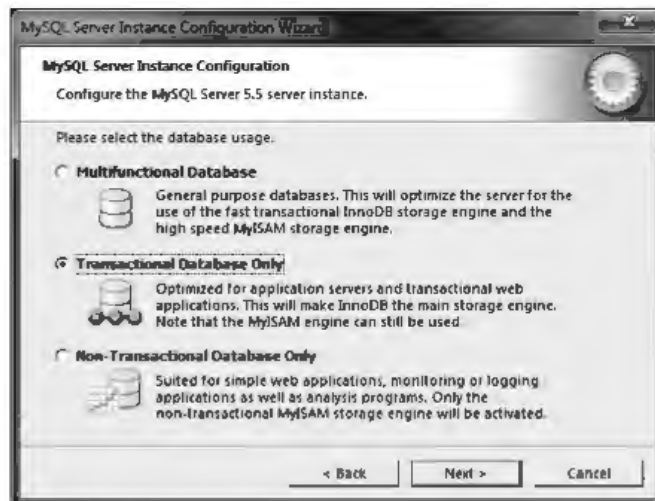 MySQL Server Instance Configuration Wizard
MySQL Server Instance Configuration
Configure the MySQL Server 5.5 server instance.
Please select the database usage.
Multifunctional Database
General purpose databases. This will optimize the server for the
use of the fast transactional InnoDB storage engine and the
high speed MyISAM storage engine.
Transactional Database Only
Optimized for application servers and transactional web
applications. This will make InnoDB the main storage engine.
Note that the MyISAM engine can still be used
Non-Transactional Database Only
Suited for simple web applications, monitoring or logging
applications as well as analysis programs. Only the
non-transactional MyISAM storage engine will be activated.
< Back Next > Cancel